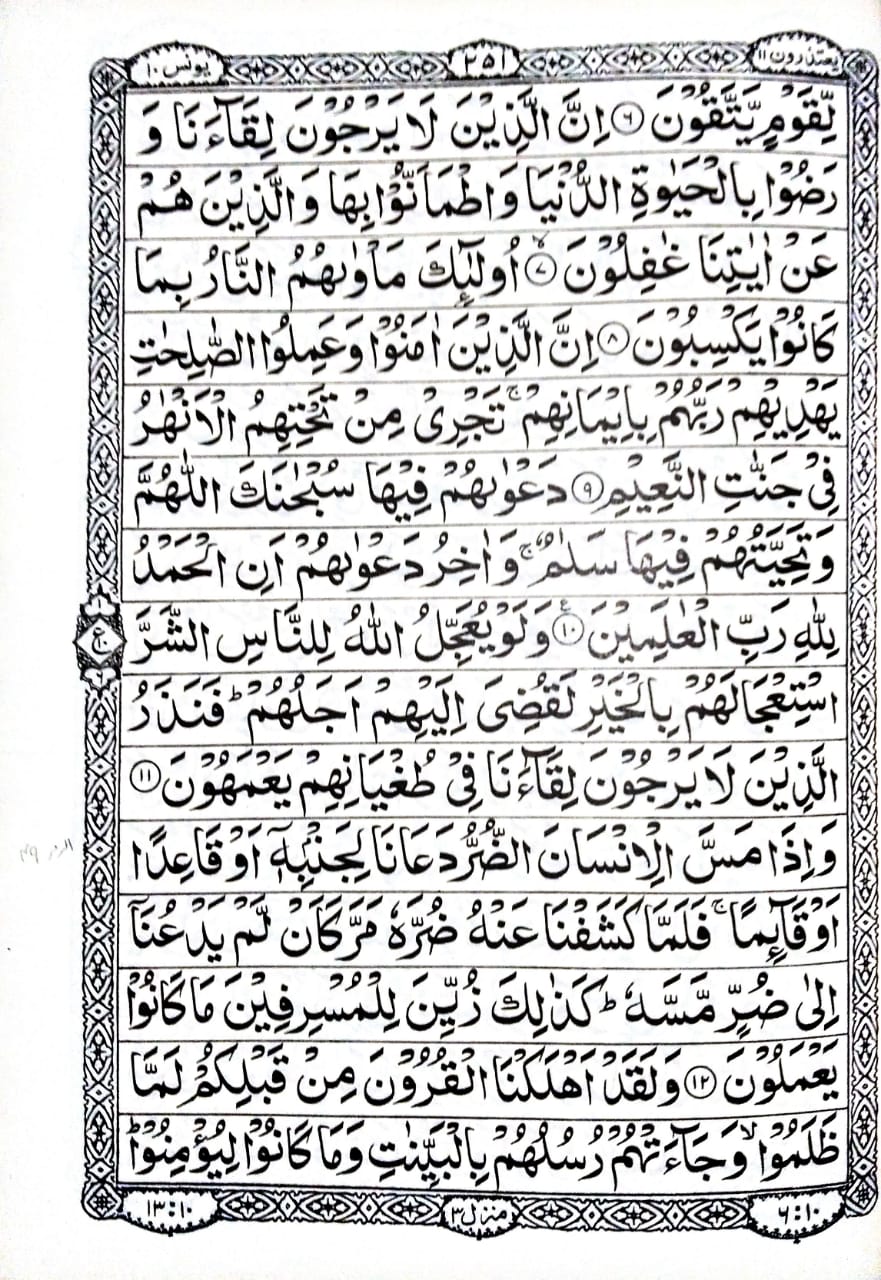 يعتذرون ١١
٢٥١
يونس ١٠
لِّقَوْمٍ يَّتَّقُوْنَ ۝٦ اِنَّ الَّذِيْنَ لَا يَرْجُوْنَ لِقَآءَنَا وَ
رَضُوْا بِالْحَيٰوةِ الدُّنْيَا وَاطْمَاَنُّوْا بِهَا وَالَّذِيْنَ هُمْ
عَنْ اٰيٰتِنَا غٰفِلُوْنَ ۝٧ اُولٰٓئِكَ مَاْوٰىهُمُ النَّارُ بِمَا
كَانُوْا يَكْسِبُوْنَ ۝٨ اِنَّ الَّذِيْنَ اٰمَنُوْا وَعَمِلُوا الصّٰلِحٰتِ
يَهْدِيْهِمْ رَبُّهُمْ بِاِيْمَانِهِمْ ۚ تَجْرِيْ مِنْ تَحْتِهِمُ الْاَنْهٰرُ
فِيْ جَنّٰتِ النَّعِيْمِ ۝٩ دَعْوٰىهُمْ فِيْهَا سُبْحٰنَكَ اللّٰهُمَّ
وَتَحِيَّتُهُمْ فِيْهَا سَلٰمٌ ۚ وَاٰخِرُ دَعْوٰىهُمْ اَنِ الْحَمْدُ
لِلّٰهِ رَبِّ الْعٰلَمِيْنَ ۝١٠ وَلَوْ يُعَجِّلُ اللّٰهُ لِلنَّاسِ الشَّرَّ
اسْتِعْجَالَهُمْ بِالْخَيْرِ لَقُضِيَ اِلَيْهِمْ اَجَلُهُمْ ؕ فَنَذَرُ
الَّذِيْنَ لَا يَرْجُوْنَ لِقَآءَنَا فِيْ طُغْيَانِهِمْ يَعْمَهُوْنَ ۝١١
وَاِذَا مَسَّ الْاِنْسَانَ الضُّرُّ دَعَانَا لِجَنْۢبِهٖٓ اَوْ قَاعِدًا
اَوْ قَآئِمًا ۚ فَلَمَّا كَشَفْنَا عَنْهُ ضُرَّهٗ مَرَّ كَاَنْ لَّمْ يَدْعُنَآ
اِلٰى ضُرٍّ مَّسَّهٗ ؕ كَذٰلِكَ زُيِّنَ لِلْمُسْرِفِيْنَ مَا كَانُوْا
يَعْمَلُوْنَ ۝١٢ وَلَقَدْ اَهْلَكْنَا الْقُرُوْنَ مِنْ قَبْلِكُمْ لَمَّا
ظَلَمُوْا ۙ وَجَآءَتْهُمْ رُسُلُهُمْ بِالْبَيِّنٰتِ وَمَا كَانُوْا لِيُؤْمِنُوْا ؕ
٦:١٠
منزل ٣
١٣:١٠